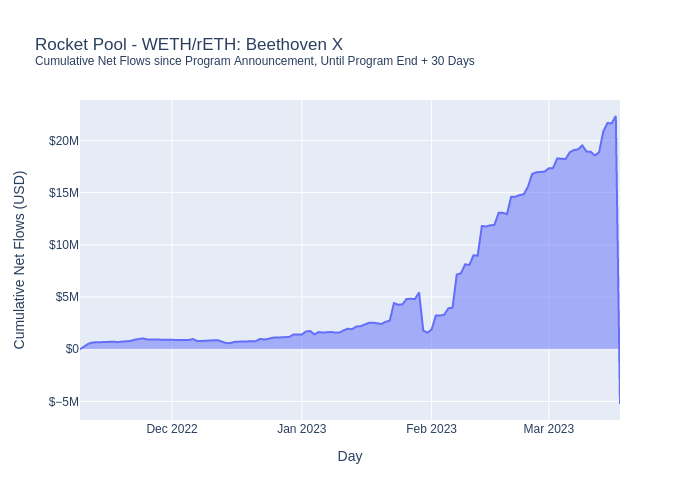 Rocket Pool - WETH/rETH: Beethoven X
Cumulative Net Flows since Program Announcement, Until Program End + 30 Days
Cumulative Net Flows (USD)
$20M
$15M
$10M
$5M
$0
$−5M
Dec 2022
Jan 2023
Feb 2023
Mar 2023
Day